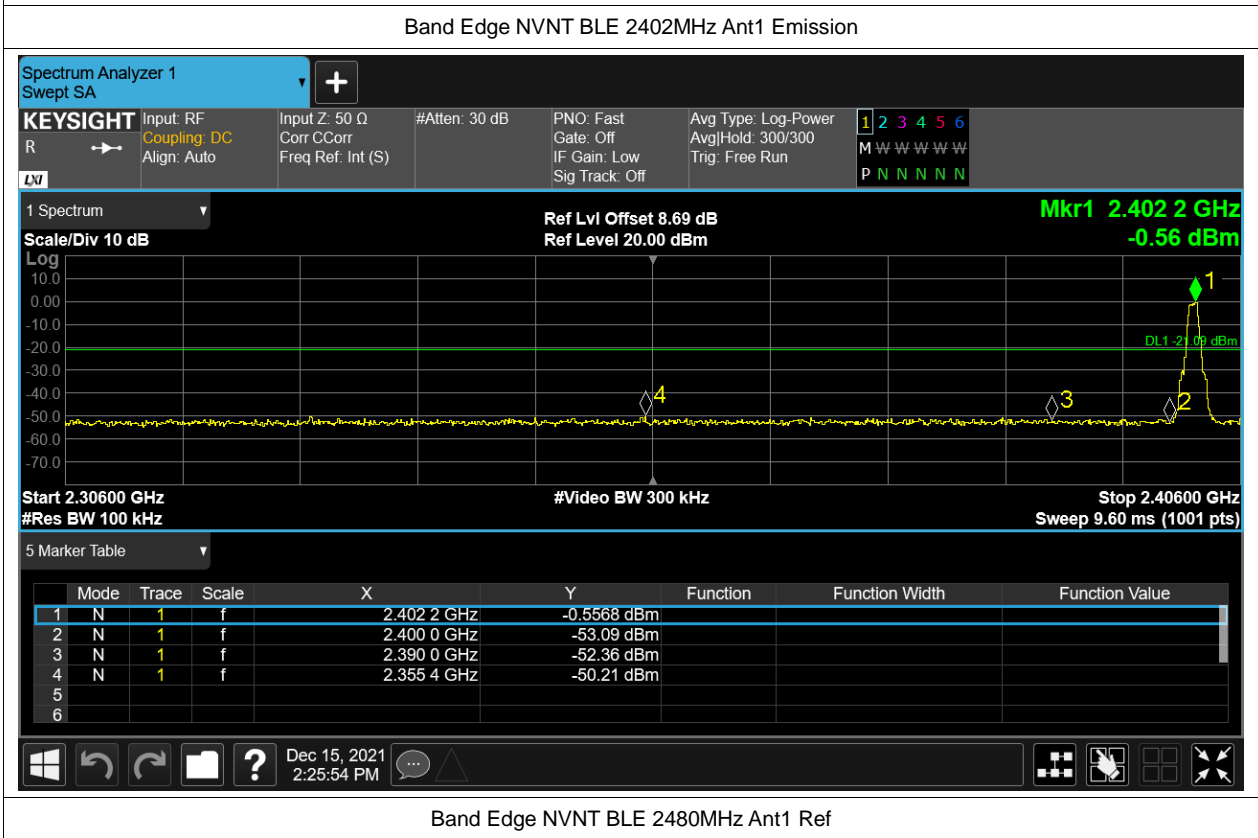 Band Edge NVNT BLE 2402MHz Ant1 Emission
Spectrum Analyzer 1
Swept SA
KEYSIGHT
R
LXI
Input: RF
Coupling: DC
Align: Auto
Input Z: 50 Ω
Corr CCorr
Freq Ref: Int (S)
#Atten: 30 dB
PNO: Fast
Gate: Off
IF Gain: Low
Sig Track: Off
Avg Type: Log-Power
Avg|Hold: 300/300
Trig: Free Run
1 2 3 4 5 6
M W W W W W
P N N N N N
1 Spectrum
Scale/Div 10 dB
Ref Lvl Offset 8.69 dB
Ref Level 20.00 dBm
Mkr1 2.402 2 GHz
-0.56 dBm
Log
10.0
0.00
-10.0
-20.0
-30.0
-40.0
-50.0
-60.0
-70.0
1
DL1 -21.09 dBm
4
3
2
Start 2.30600 GHz
#Video BW 300 kHz
Stop 2.40600 GHz
#Res BW 100 kHz
Sweep 9.60 ms (1001 pts)
5 Marker Table
Mode Trace Scale X Y Function Function Width Function Value
1 N 1 f 2.402 2 GHz -0.5568 dBm
2 N 1 f 2.400 0 GHz -53.09 dBm
3 N 1 f 2.390 0 GHz -52.36 dBm
4 N 1 f 2.355 4 GHz -50.21 dBm
5
6
?
Dec 15, 2021
2:25:54 PM
Band Edge NVNT BLE 2480MHz Ant1 Ref